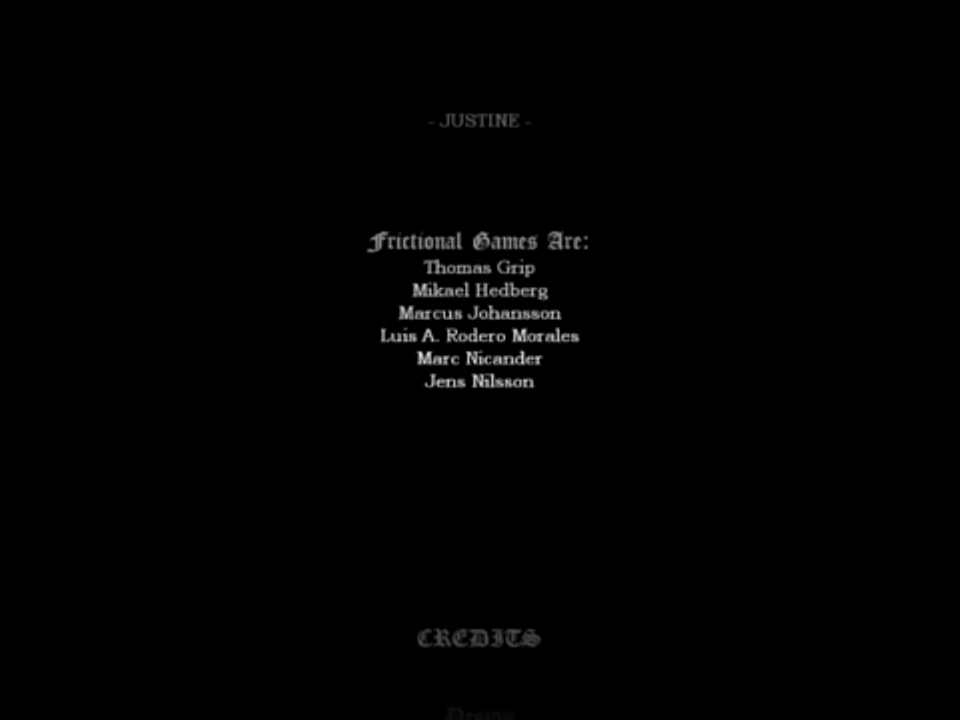 - JUSTINE -
Frictional Games Are:
Thomas Grip
Mikael Hedberg
Marcus Johansson
Luis A. Rodero Morales
Marc Nicander
Jens Nilsson
CREDITS